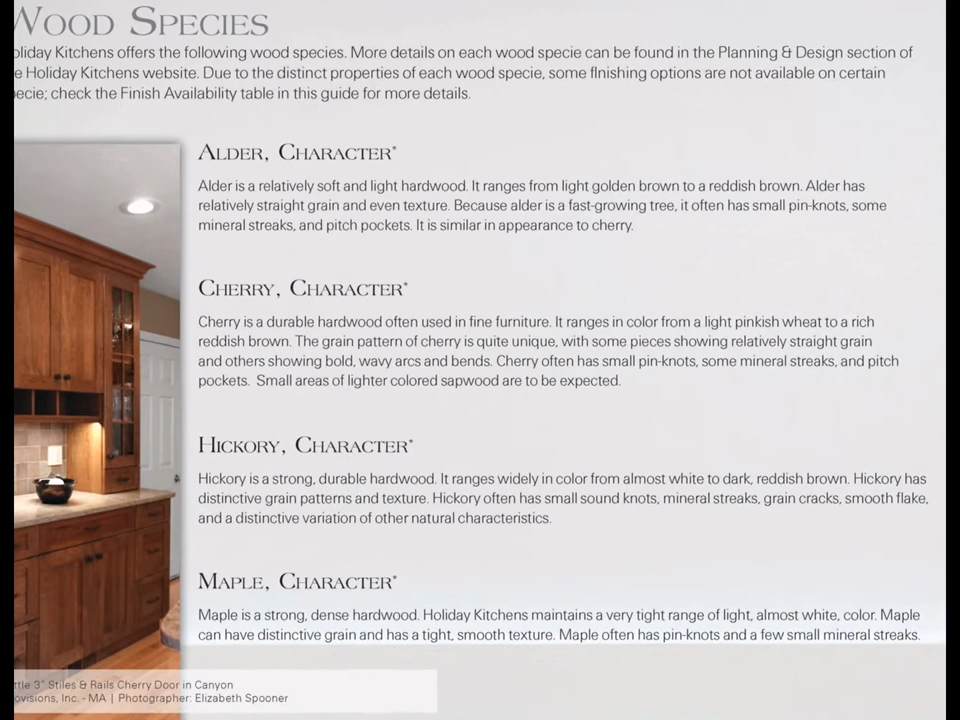 Wood Species
oliday Kitchens offers the following wood species. More details on each wood specie can be found in the Planning & Design section of
e Holiday Kitchens website. Due to the distinct properties of each wood specie, some finishing options are not available on certain
ecie; check the Finish Availability table in this guide for more details.
Alder, Character*
Alder is a relatively soft and light hardwood. It ranges from light golden brown to a reddish brown. Alder has
relatively straight grain and even texture. Because alder is a fast-growing tree, it often has small pin-knots, some
mineral streaks, and pitch pockets. It is similar in appearance to cherry.
Cherry, Character*
Cherry is a durable hardwood often used in fine furniture. It ranges in color from a light pinkish wheat to a rich
reddish brown. The grain pattern of cherry is quite unique, with some pieces showing relatively straight grain
and others showing bold, wavy arcs and bends. Cherry often has small pin-knots, some mineral streaks, and pitch
pockets. Small areas of lighter colored sapwood are to be expected.
Hickory, Character*
Hickory is a strong, durable hardwood. It ranges widely in color from almost white to dark, reddish brown. Hickory has
distinctive grain patterns and texture. Hickory often has small sound knots, mineral streaks, grain cracks, smooth flake,
and a distinctive variation of other natural characteristics.
Maple, Character*
Maple is a strong, dense hardwood. Holiday Kitchens maintains a very tight range of light, almost white, color. Maple
can have distinctive grain and has a tight, smooth texture. Maple often has pin-knots and a few small mineral streaks.
ttle 3" Stiles & Rails Cherry Door in Canyon
ovisions, Inc. - MA | Photographer: Elizabeth Spooner